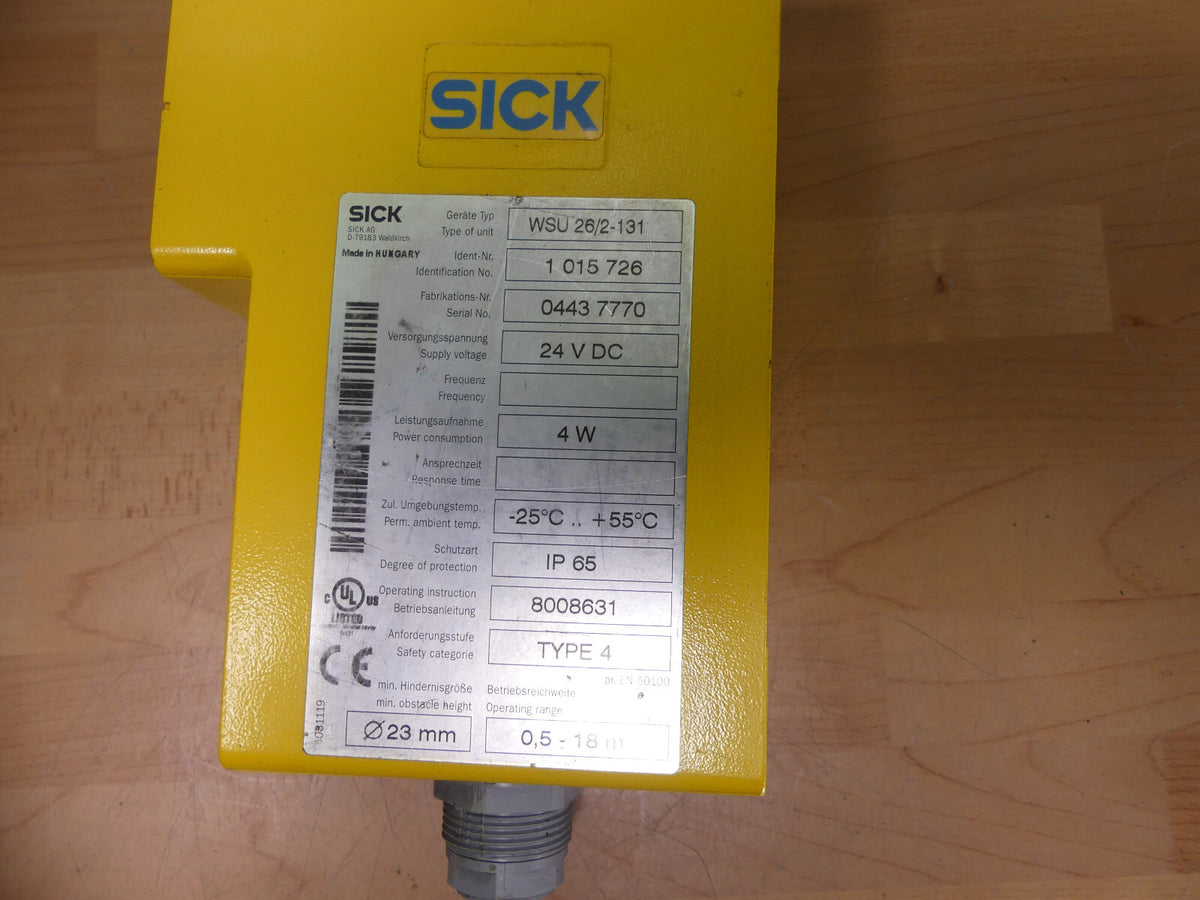 SICK
SICK
SICK AG
D-79183 Waldkirch
Made in HUNGARY
Geräte Typ
Type of unit
WSU 26/2-131
Ident-Nr.
Identification No.
1 015 726
Fabrikations-Nr.
Serial No.
0443 7770
Versorgungsspannung
Supply voltage
24 V DC
Frequenz
Frequency
Leistungsaufnahme
Power consumption
4 W
Ansprechzeit
Response time
Zul. Umgebungstemp.
Perm. ambient temp.
-25°C .. +55°C
Schutzart
Degree of protection
IP 65
Operating instruction
Betriebsanleitung
8008631
Anforderungsstufe
Safety categorie
TYPE 4
pr. EN 50100
C UL US
LISTED
CE
081119
min. Hindernisgröße
min. obstacle height
Ø 23 mm
Betriebsreichweite
Operating range
0,5 - 18 m